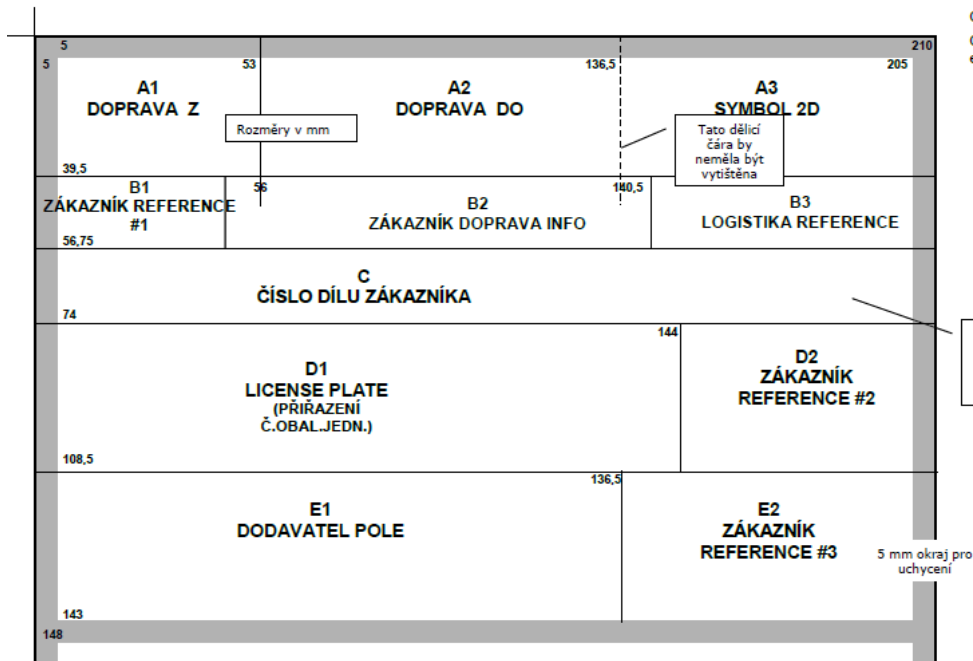 5
210
5
53
136,5
205
A1
DOPRAVA Z
A2
DOPRAVA DO
A3
SYMBOL 2D
Rozměry v mm
Tato dělicí
čára by
neměla být
vytištěna
39,5
B1
ZÁKAZNÍK REFERENCE
#1
56
140,5
B2
ZÁKAZNÍK DOPRAVA INFO
B3
LOGISTIKA REFERENCE
56,75
C
ČÍSLO DÍLU ZÁKAZNÍKA
74
144
D1
LICENSE PLATE
(PŘIŘAZENÍ
Č.OBAL.JEDN.)
D2
ZÁKAZNÍK
REFERENCE #2
108,5
136,5
E1
DODAVATEL POLE
E2
ZÁKAZNÍK
REFERENCE #3
5 mm okraj pro
uchycení
143
148